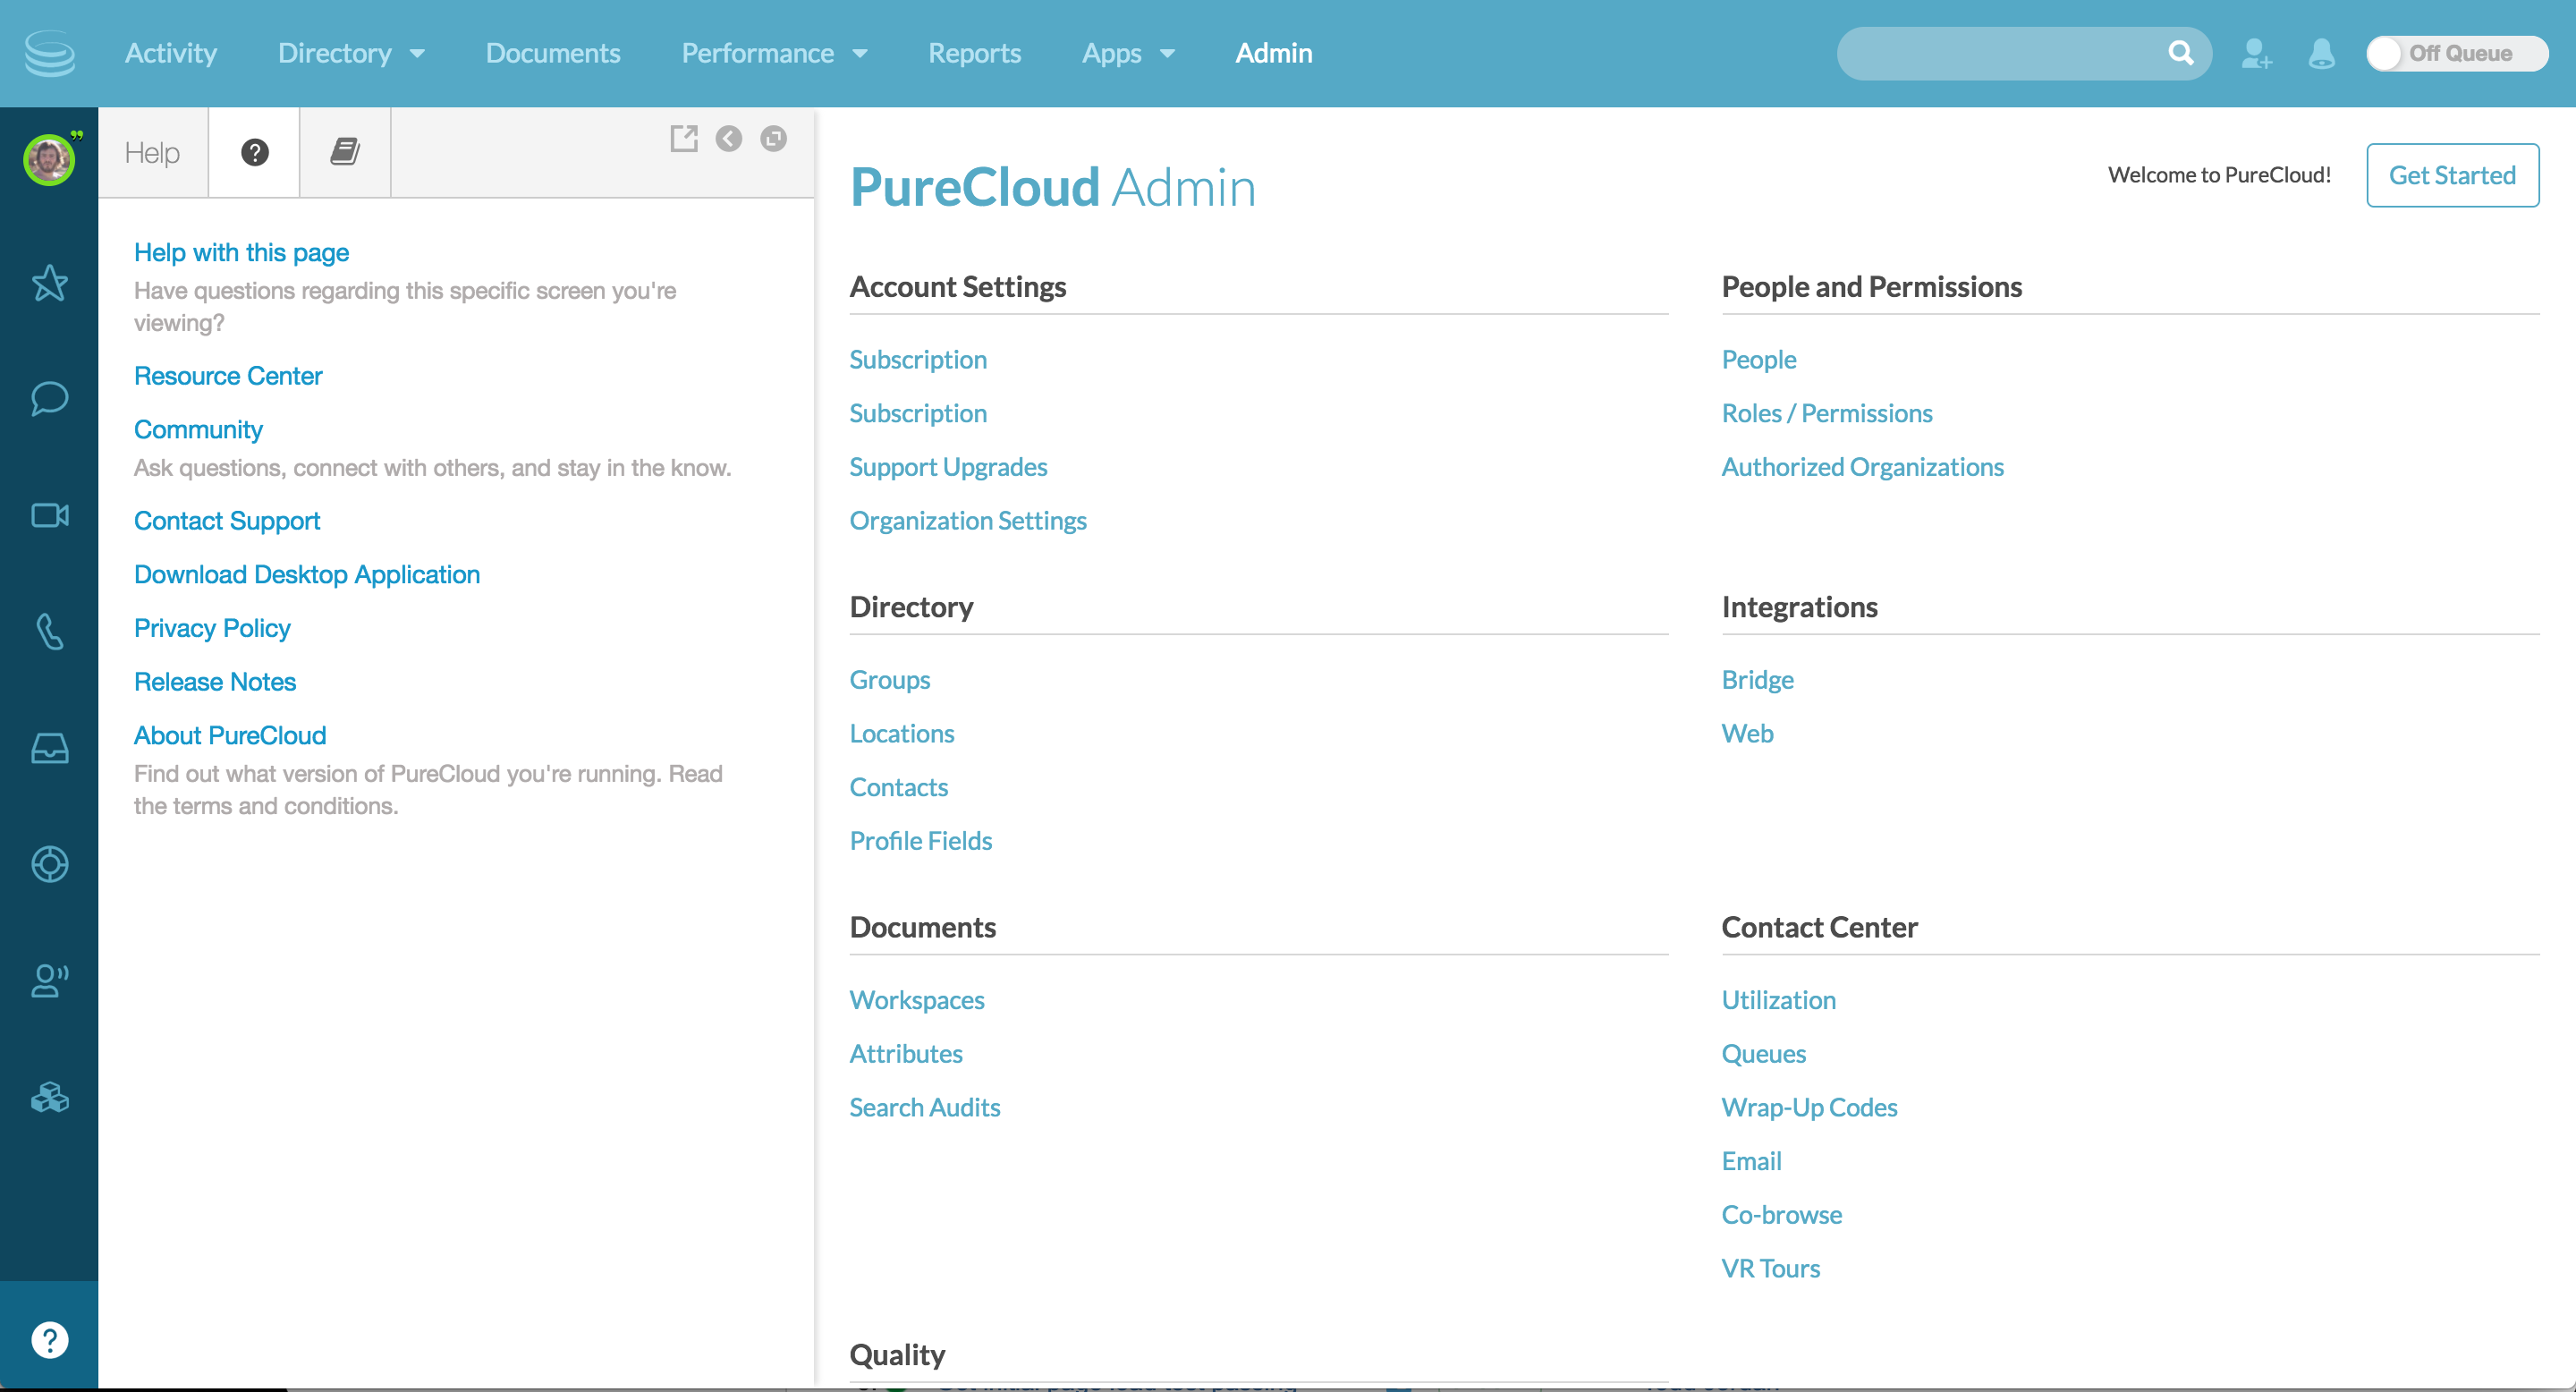 Activity
Directory
Documents
Performance
Reports
Apps
Admin
Off Queue
Help
Help with this page
Have questions regarding this specific screen you're
viewing?
Resource Center
Community
Ask questions, connect with others, and stay in the know.
Contact Support
Download Desktop Application
Privacy Policy
Release Notes
About PureCloud
Find out what version of PureCloud you're running. Read
the terms and conditions.
PureCloud Admin
Welcome to PureCloud!
Get Started
Account Settings
Subscription
Subscription
Support Upgrades
Organization Settings
People and Permissions
People
Roles / Permissions
Authorized Organizations
Directory
Groups
Locations
Contacts
Profile Fields
Integrations
Bridge
Web
Documents
Workspaces
Attributes
Search Audits
Contact Center
Utilization
Queues
Wrap-Up Codes
Email
Co-browse
VR Tours
Quality